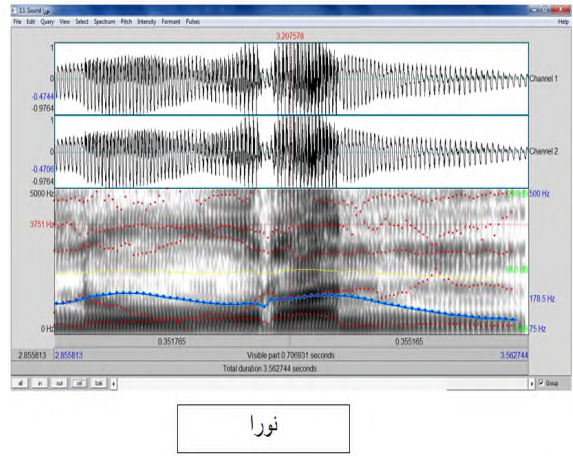 13. Sound نورا
File Edit Query View Select Spectrum Pitch Intensity Formant Pulses Help
3.207578
1
0
-0.4744
-0.9764
Channel 1
1
0
-0.4706
-0.9764
Channel 2
5000 Hz
500 Hz
3751 Hz
178.5 Hz
0 Hz
75 Hz
0.351765 0.355165
2.855813 2.855813 Visible part 0.706931 seconds 3.562744
Total duration 3.562744 seconds
all in out sel bak Group
نورا